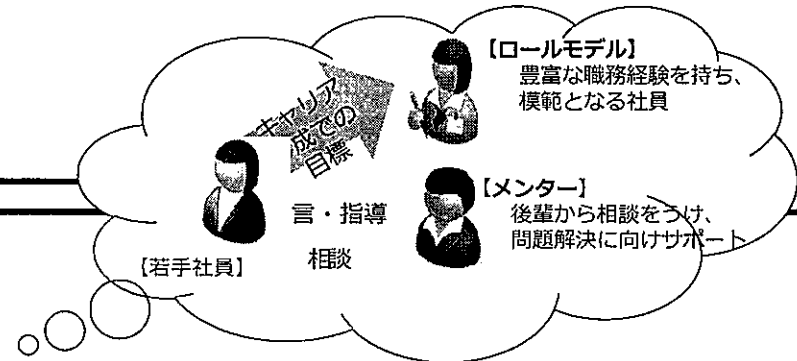 【ロールモデル】
豊富な職務経験を持ち、
模範となる社員
キャリア
成での
目標
【メンター】
後輩から相談をうけ、
問題解決に向けサポート
言・指導
相談
【若手社員】